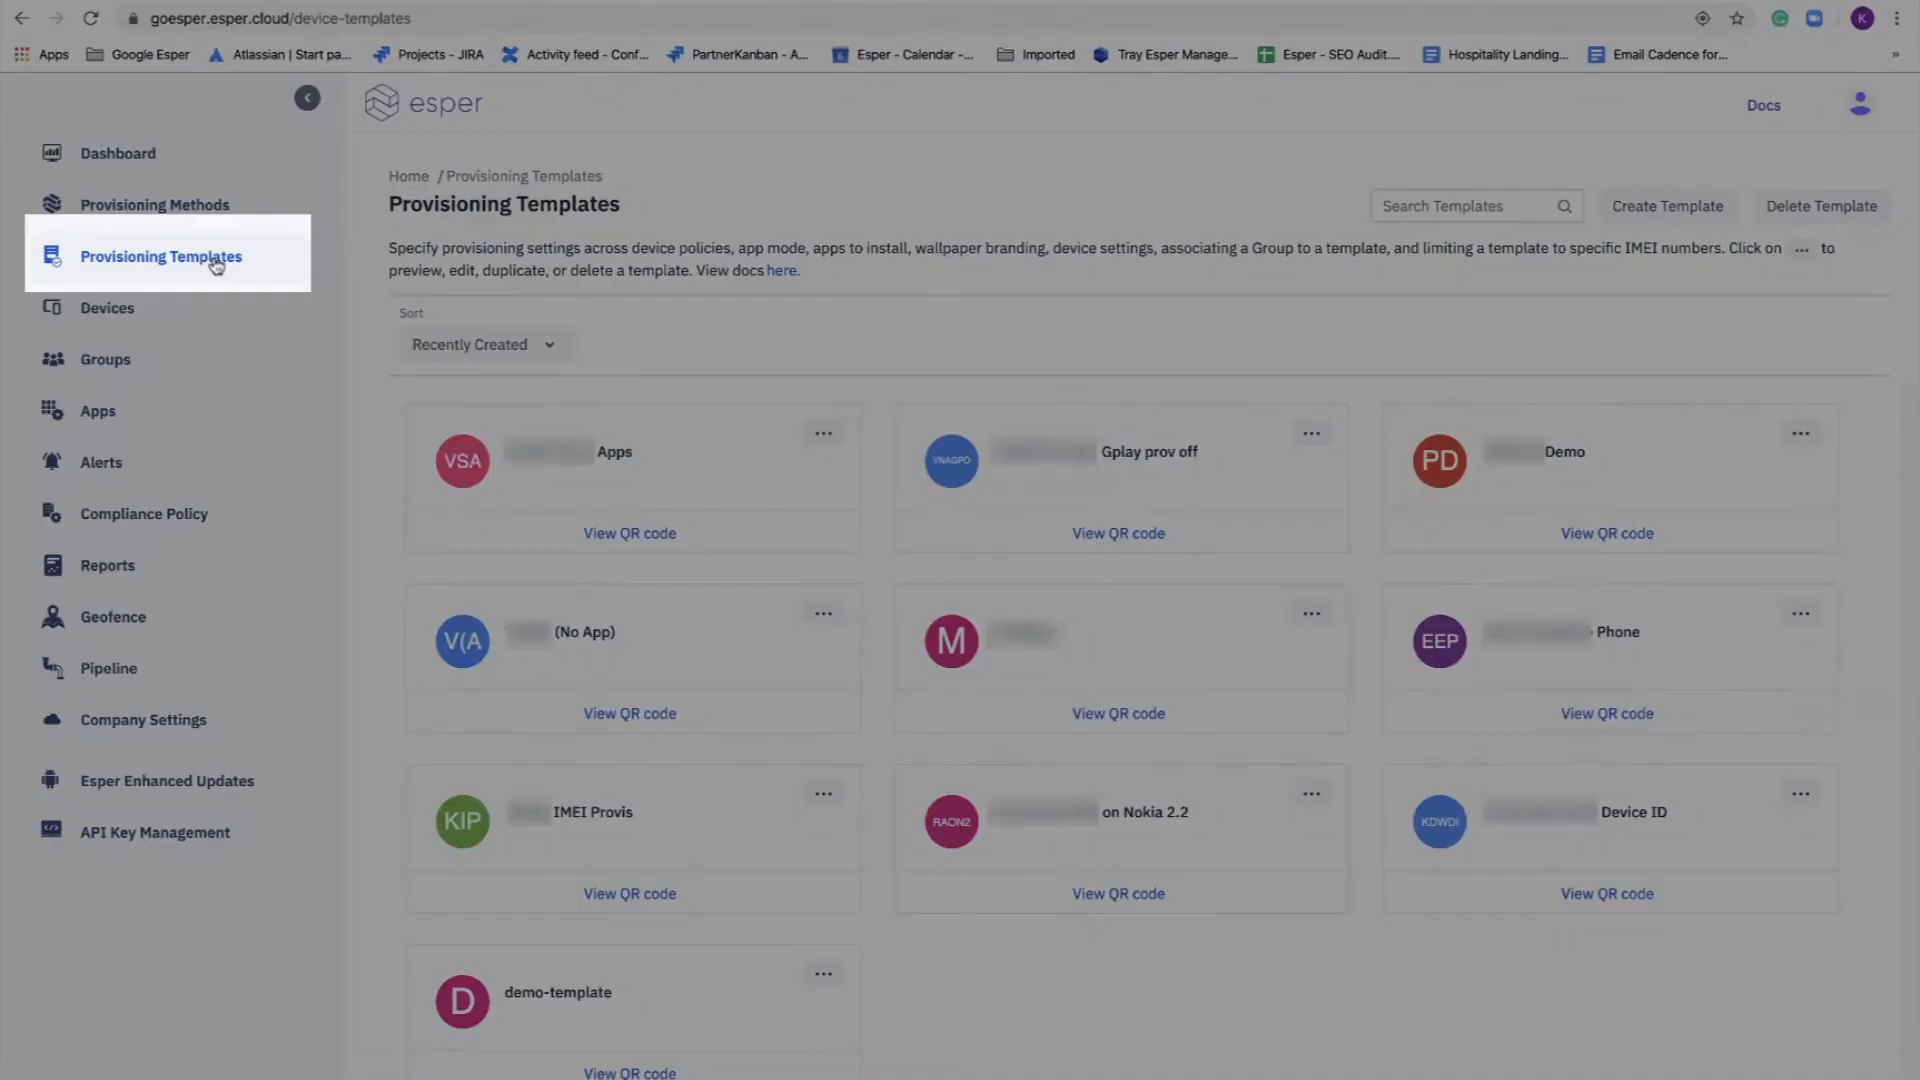 goesper.esper.cloud/device-templates
K
Apps
Google Esper
Atlassian | Start pa...
Projects - JIRA
Activity feed - Conf...
PartnerKanban - A...
Esper - Calendar -...
Imported
Tray Esper Manage...
Esper - SEO Audit....
Hospitality Landing...
Email Cadence for...
»
esper
Docs
Dashboard
Provisioning Methods
Provisioning Templates
Devices
Groups
Apps
Alerts
Compliance Policy
Reports
Geofence
Pipeline
Company Settings
Esper Enhanced Updates
API Key Management
Home / Provisioning Templates
Provisioning Templates
Search Templates
Create Template
Delete Template
Specify provisioning settings across device policies, app mode, apps to install, wallpaper branding, device settings, associating a Group to a template, and limiting a template to specific IMEI numbers. Click on ... to
preview, edit, duplicate, or delete a template. View docs here.
Sort
Recently Created
VSA Apps
View QR code
VNAGPO Gplay prov off
View QR code
PD Demo
View QR code
V(A (No App)
View QR code
M
View QR code
EEP Phone
View QR code
KIP IMEI Provis
View QR code
RAON2 on Nokia 2.2
View QR code
KDWDI Device ID
View QR code
D demo-template
View QR code